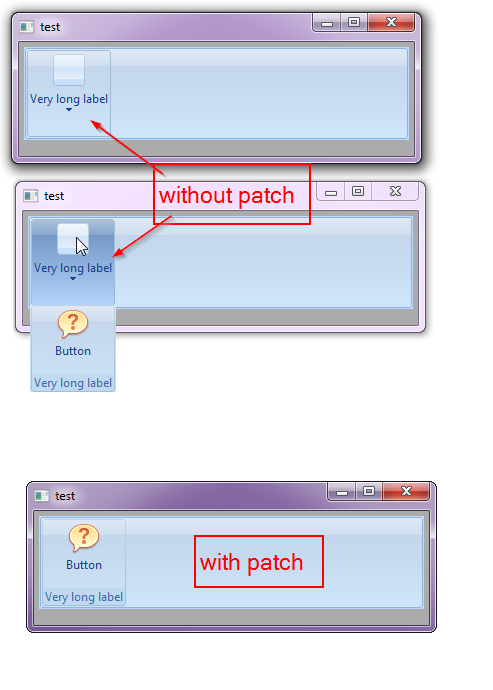 test
Very long label
without patch
test
Very long label
Button
Very long label
test
Button
with patch
Very long label